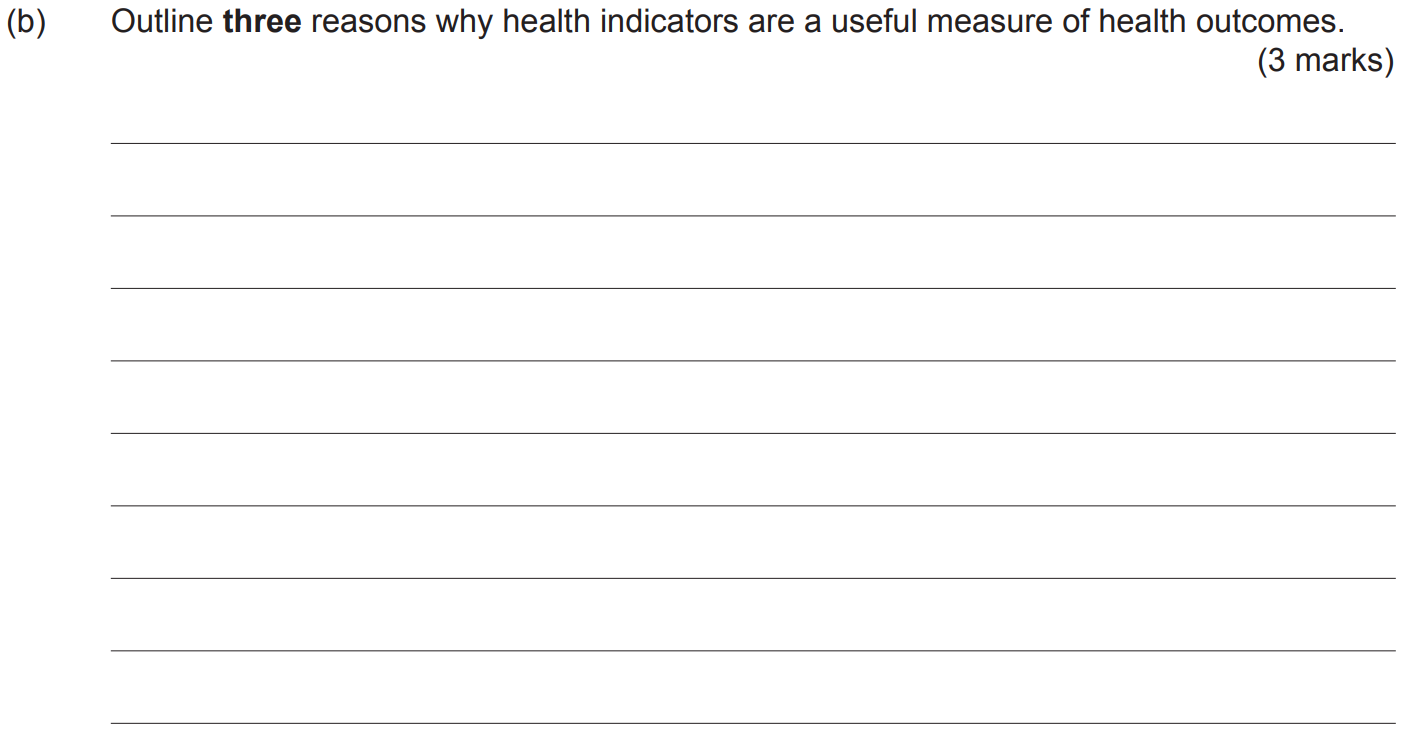 (b) Outline three reasons why health indicators are a useful measure of health outcomes.
(3 marks)